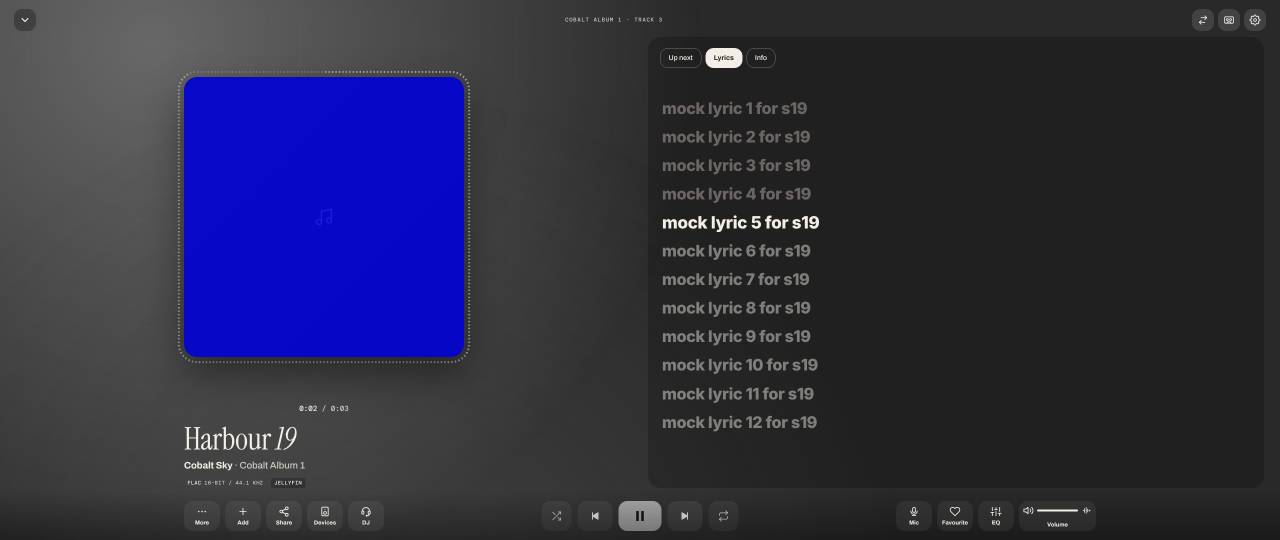 COBALT ALBUM 1 · TRACK 3
Up next
Lyrics
Info
mock lyric 1 for s19
mock lyric 2 for s19
mock lyric 3 for s19
mock lyric 4 for s19
mock lyric 5 for s19
mock lyric 6 for s19
mock lyric 7 for s19
mock lyric 8 for s19
mock lyric 9 for s19
mock lyric 10 for s19
mock lyric 11 for s19
mock lyric 12 for s19
0:02 / 0:03
Harbour 19
Cobalt Sky · Cobalt Album 1
FLAC 16-BIT / 44.1 KHZ JELLYFIN
More
Add
Share
Devices
DJ
Mic
Favourite
EQ
Volume